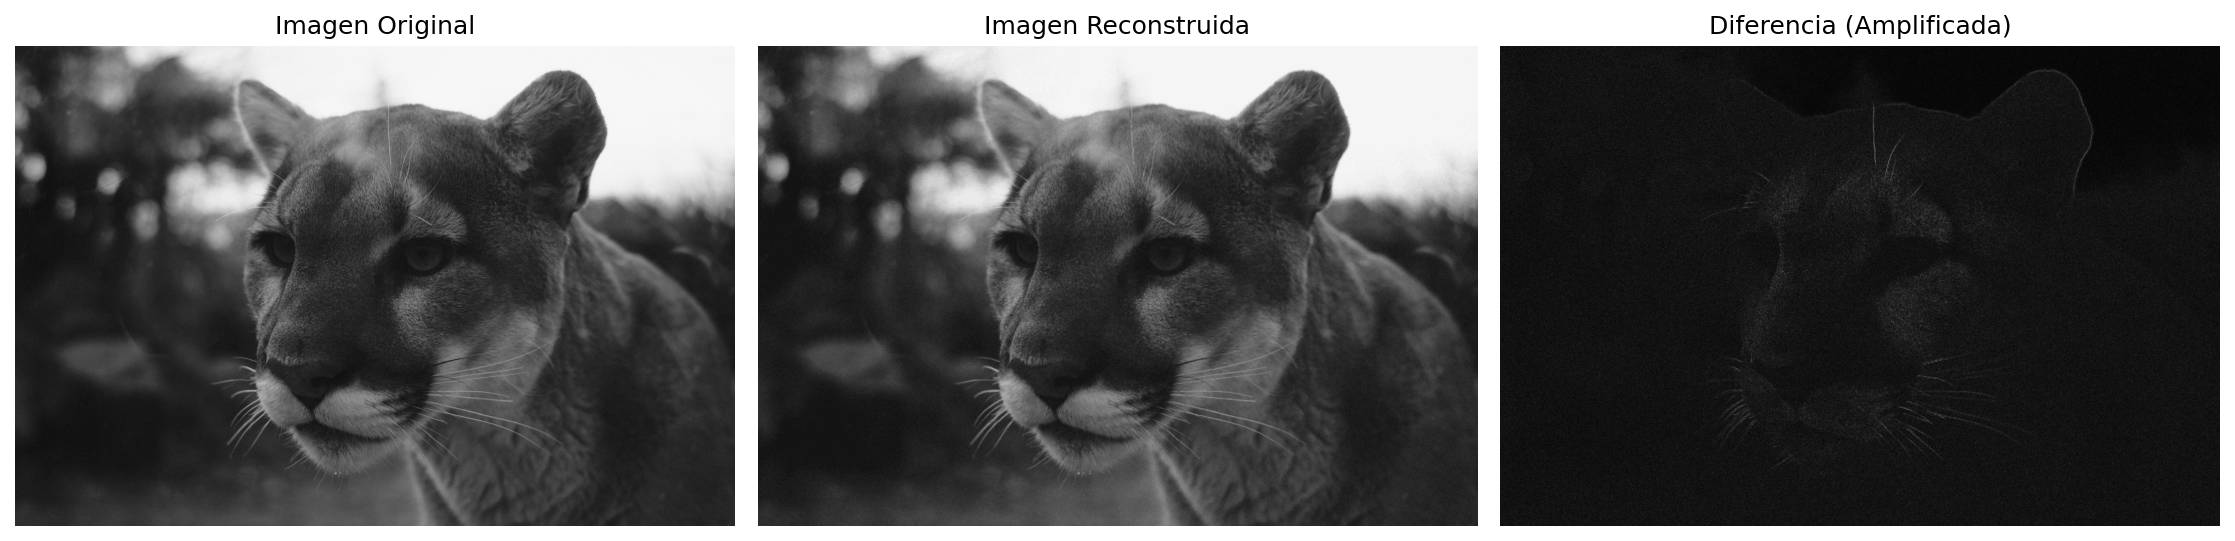 Imagen Original
Imagen Reconstruida
Diferencia (Amplificada)